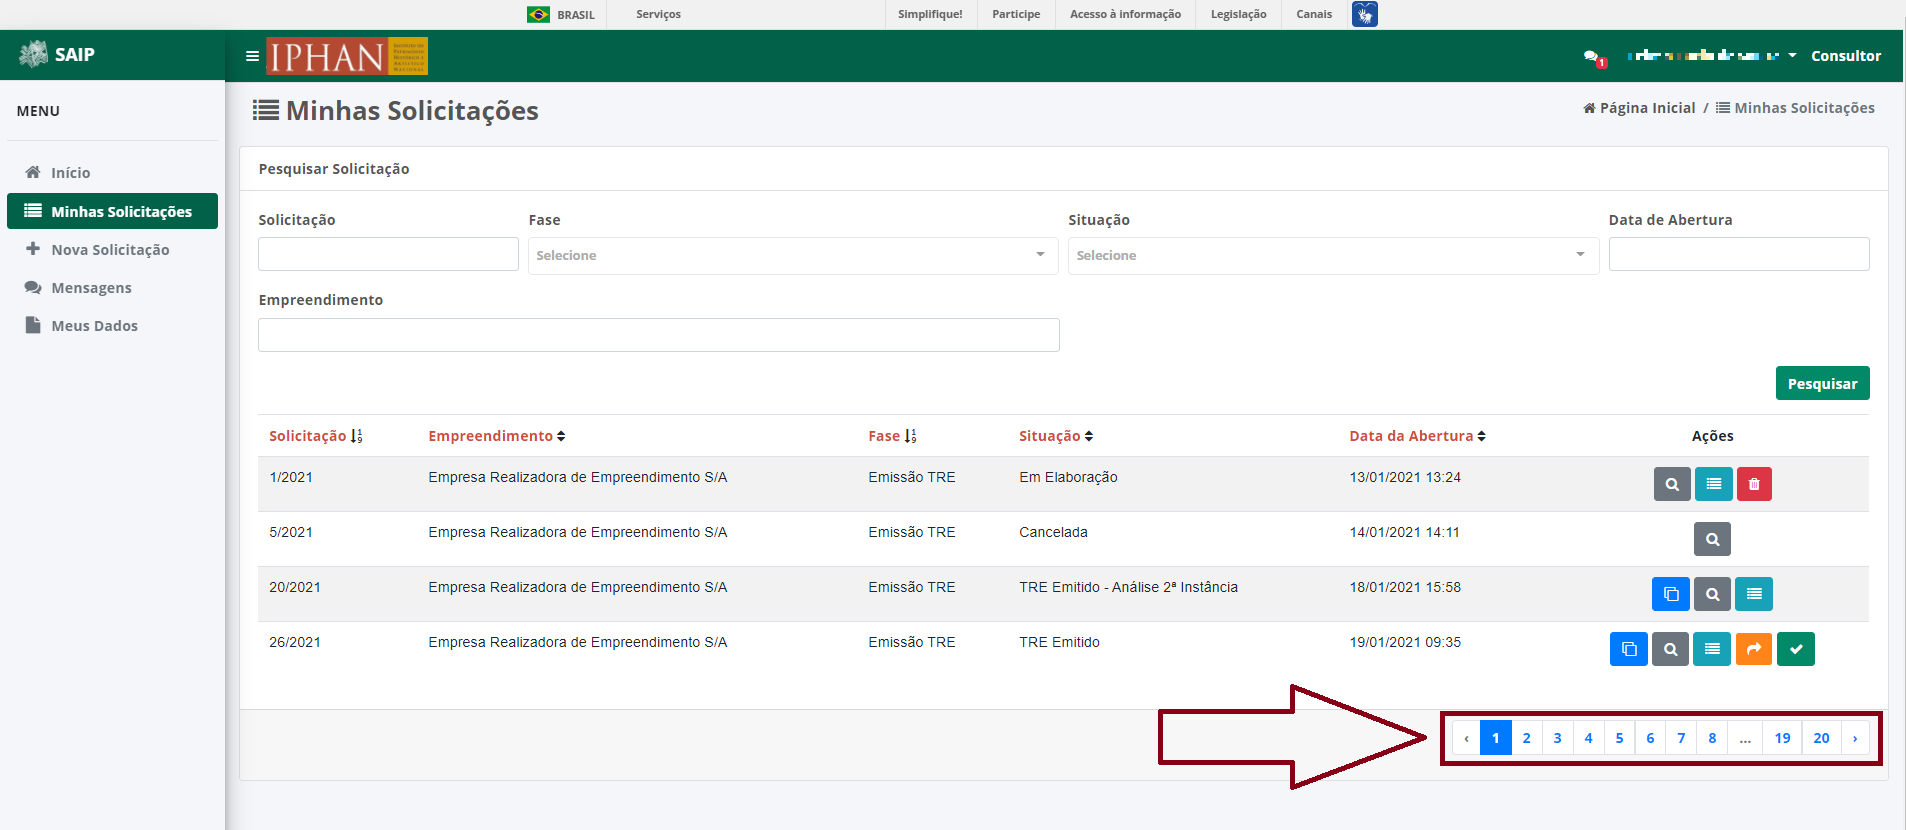 BRASIL Serviços Simplifique! Participe Acesso à informação Legislação Canais
SAIP
IPHAN
1
Consultor
MENU
Início
Minhas Solicitações
Nova Solicitação
Mensagens
Meus Dados
Minhas Solicitações
Página Inicial / Minhas Solicitações
Pesquisar Solicitação
Solicitação Fase Situação Data de Abertura
Selecione Selecione
Empreendimento
Pesquisar
Solicitação Empreendimento Fase Situação Data da Abertura Ações
1/2021 Empresa Realizadora de Empreendimento S/A Emissão TRE Em Elaboração 13/01/2021 13:24
5/2021 Empresa Realizadora de Empreendimento S/A Emissão TRE Cancelada 14/01/2021 14:11
20/2021 Empresa Realizadora de Empreendimento S/A Emissão TRE TRE Emitido - Análise 2ª Instância 18/01/2021 15:58
26/2021 Empresa Realizadora de Empreendimento S/A Emissão TRE TRE Emitido 19/01/2021 09:35
‹ 1 2 3 4 5 6 7 8 ... 19 20 ›